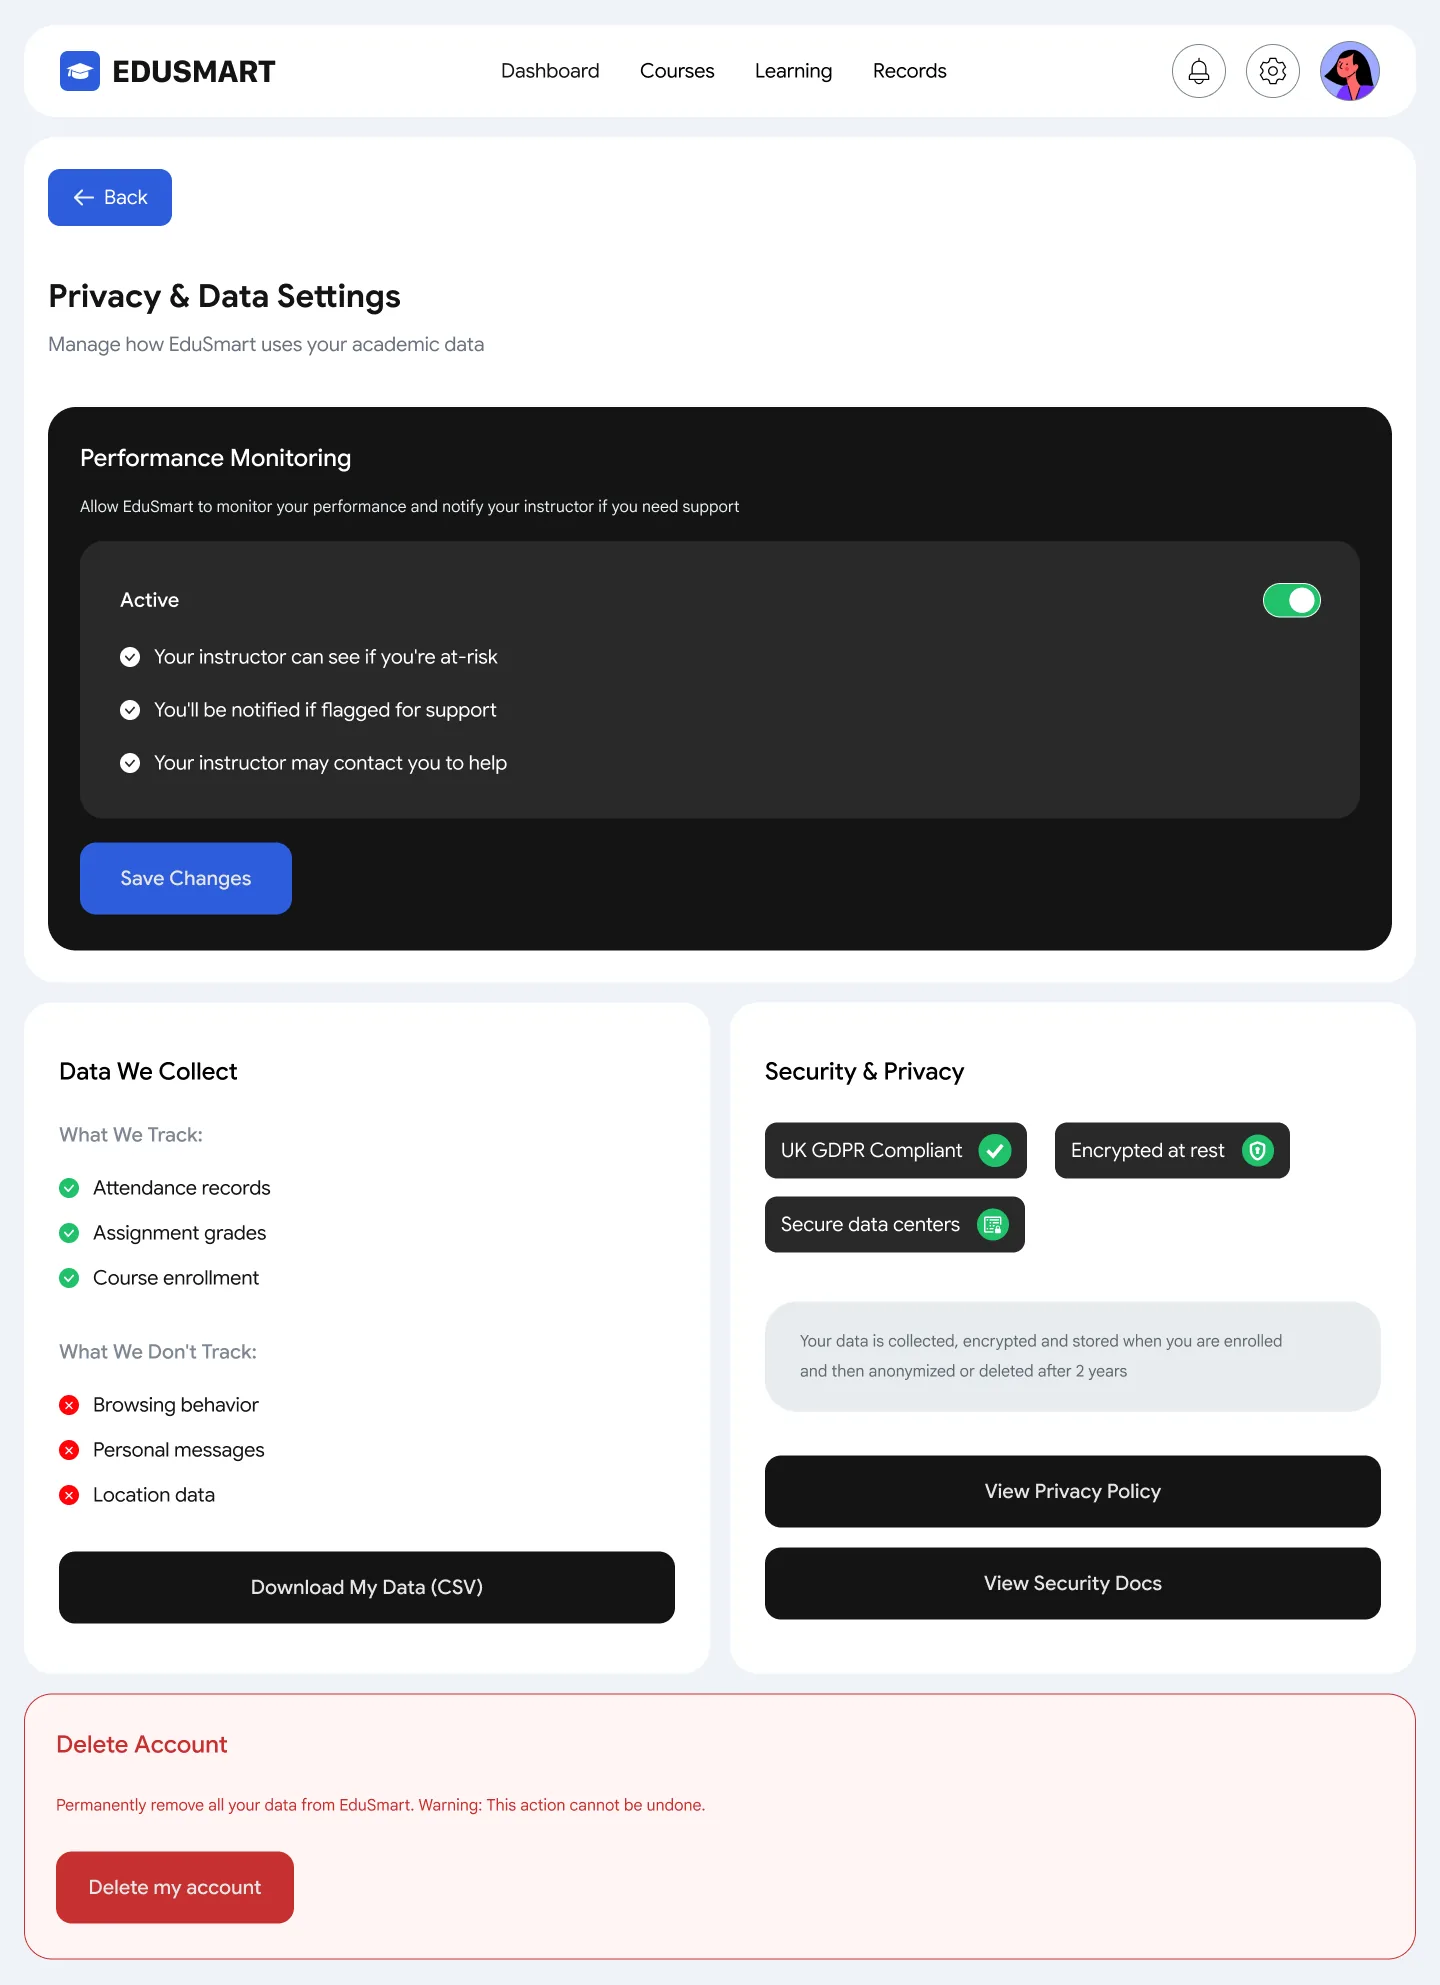 EDUSMART
Dashboard
Courses
Learning
Records
Back
Privacy & Data Settings
Manage how EduSmart uses your academic data
Performance Monitoring
Allow EduSmart to monitor your performance and notify your instructor if you need support
Active
Your instructor can see if you're at-risk
You'll be notified if flagged for support
Your instructor may contact you to help
Save Changes
Data We Collect
What We Track:
Attendance records
Assignment grades
Course enrollment
What We Don't Track:
Browsing behavior
Personal messages
Location data
Download My Data (CSV)
Security & Privacy
UK GDPR Compliant
Encrypted at rest
Secure data centers
Your data is collected, encrypted and stored when you are enrolled
and then anonymized or deleted after 2 years
View Privacy Policy
View Security Docs
Delete Account
Permanently remove all your data from EduSmart. Warning: This action cannot be undone.
Delete my account